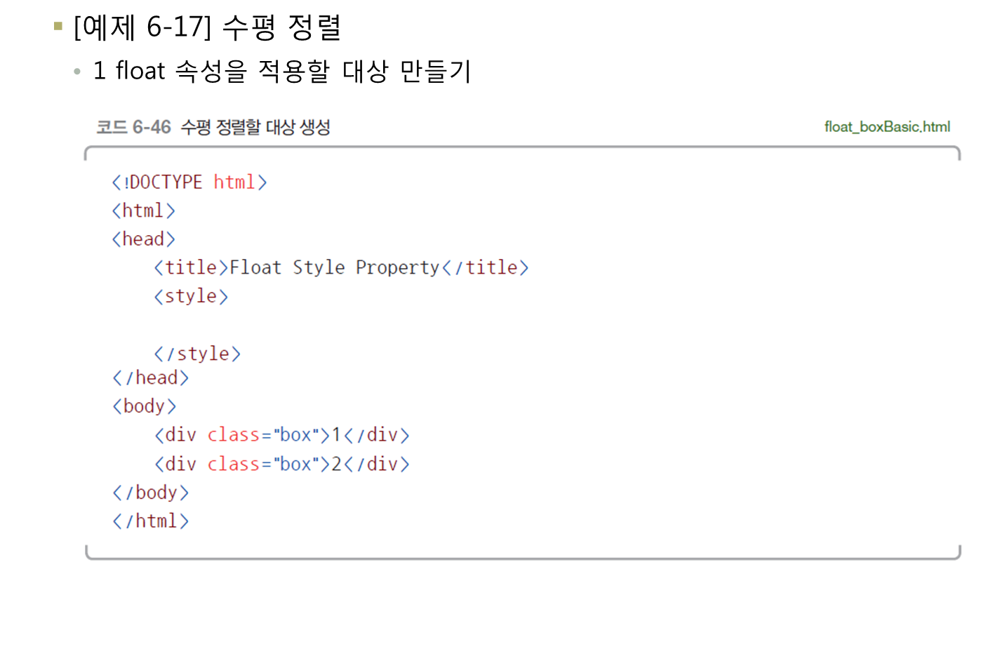 [예제 6-17] 수평 정렬
1 float 속성을 적용할 대상 만들기
코드 6-46 수평 정렬할 대상 생성 float_boxBasic.html
<!DOCTYPE html>
<html>
<head>
<title>Float Style Property</title>
<style>
</style>
</head>
<body>
<div class="box">1</div>
<div class="box">2</div>
</body>
</html>